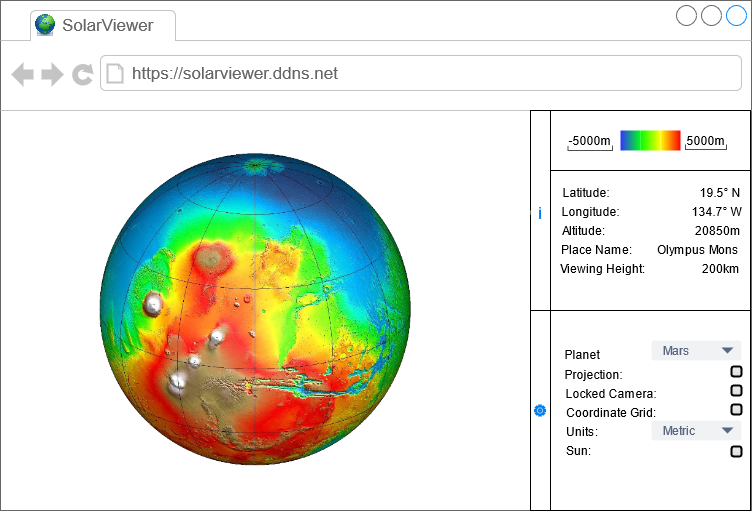 SolarViewer
https://solarviewer.ddns.net
-5000m 5000m
Latitude: 19.5° N
Longitude: 134.7° W
Altitude: 20850m
Place Name: Olympus Mons
Viewing Height: 200km
i
Planet Mars
Projection:
Locked Camera:
Coordinate Grid:
Units: Metric
Sun: